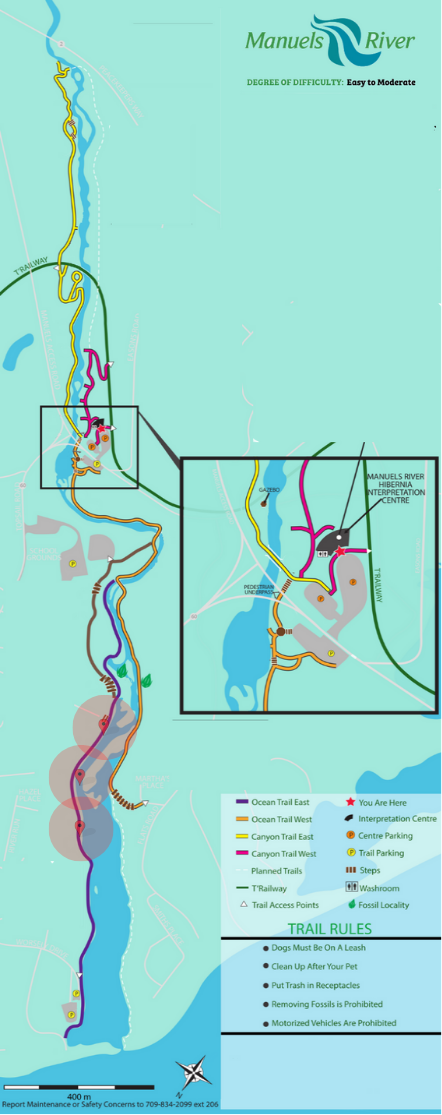 Manuels River
DEGREE OF DIFFICULTY: Easy to Moderate
T'RAILWAY
GAZEBO
MANUELS RIVER
HIBERNIA
INTERPRETATION
CENTRE
PEDESTRIAN
UNDERPASS
T'RAILWAY
Ocean Trail East
Ocean Trail West
Canyon Trail East
Canyon Trail West
Planned Trails
T'Railway
Trail Access Points
You Are Here
Interpretation Centre
P Centre Parking
P Trail Parking
Steps
Washroom
Fossil Locality
TRAIL RULES
Dogs Must Be On A Leash
Clean Up After Your Pet
Put Trash in Receptacles
Removing Fossils is Prohibited
Motorized Vehicles Are Prohibited
N
400 m
Report Maintenance or Safety Concerns to 709-834-2099 ext 206